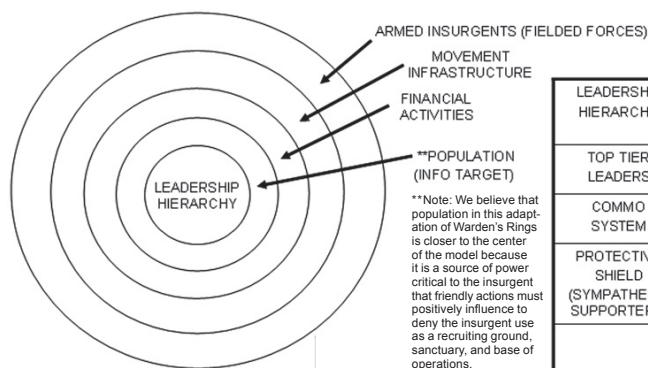 ARMED INSURGENTS (FIELDED FORCES)
MOVEMENT
INFRASTRUCTURE
FINANCIAL
ACTIVITIES
**POPULATION
(INFO TARGET)
LEADERSHIP
HIERARCHY
**Note: We believe that
population in this adapt-
ation of Warden's Rings
is closer to the center
of the model because
it is a source of power
critical to the insurgent
that friendly actions must
positively influence to
deny the insurgent use
as a recruiting ground,
sanctuary, and base of
operations.
TOP TIER
COMMO
SYSTEM
SHIELD